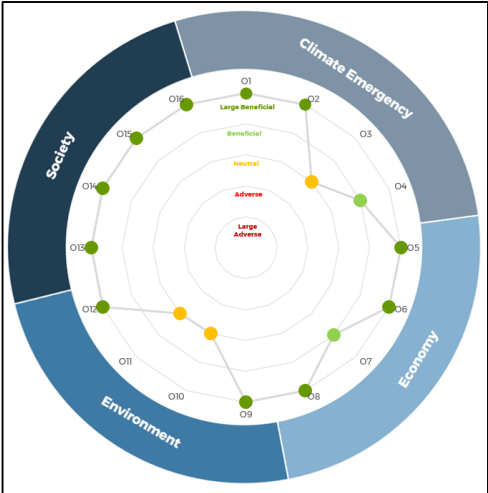 Climate Emergency
Society
Economy
Environment
O1
O2
O3
O4
O5
O6
O7
O8
O9
O10
O11
O12
O13
O14
O15
O16
Large Beneficial
Beneficial
Neutral
Adverse
Large
Adverse